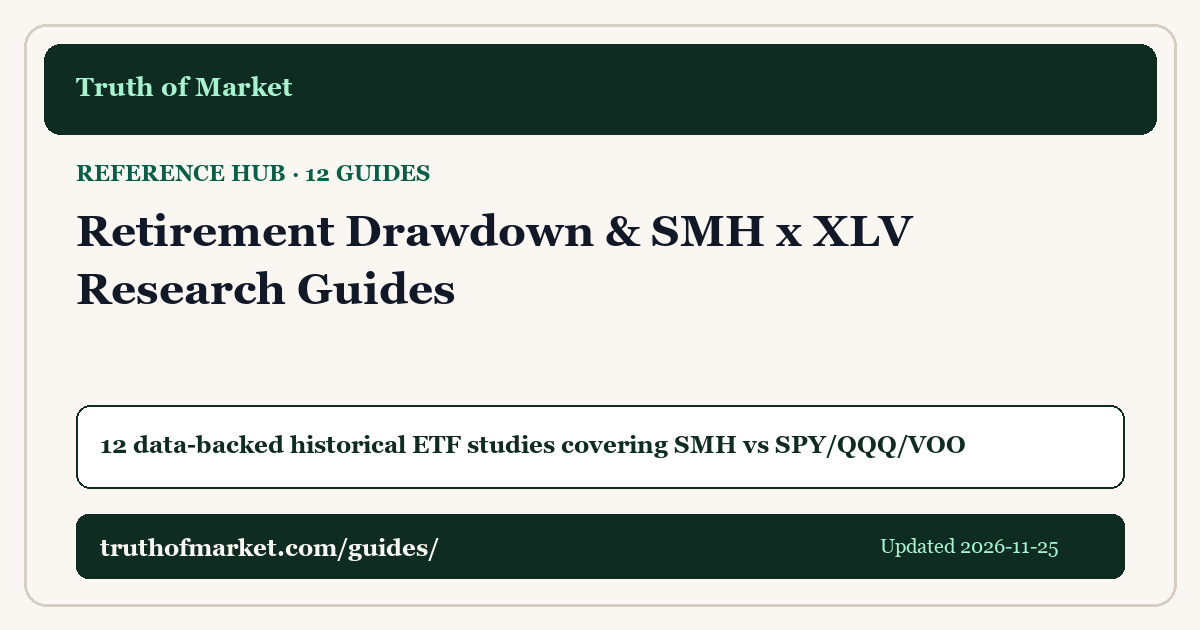 Truth of Market
REFERENCE HUB · 12 GUIDES
Retirement Drawdown & SMH x XLV
Research Guides
12 data-backed historical ETF studies covering SMH vs SPY/QQQ/VOO
truthofmarket.com/guides/
Updated 2026-11-25